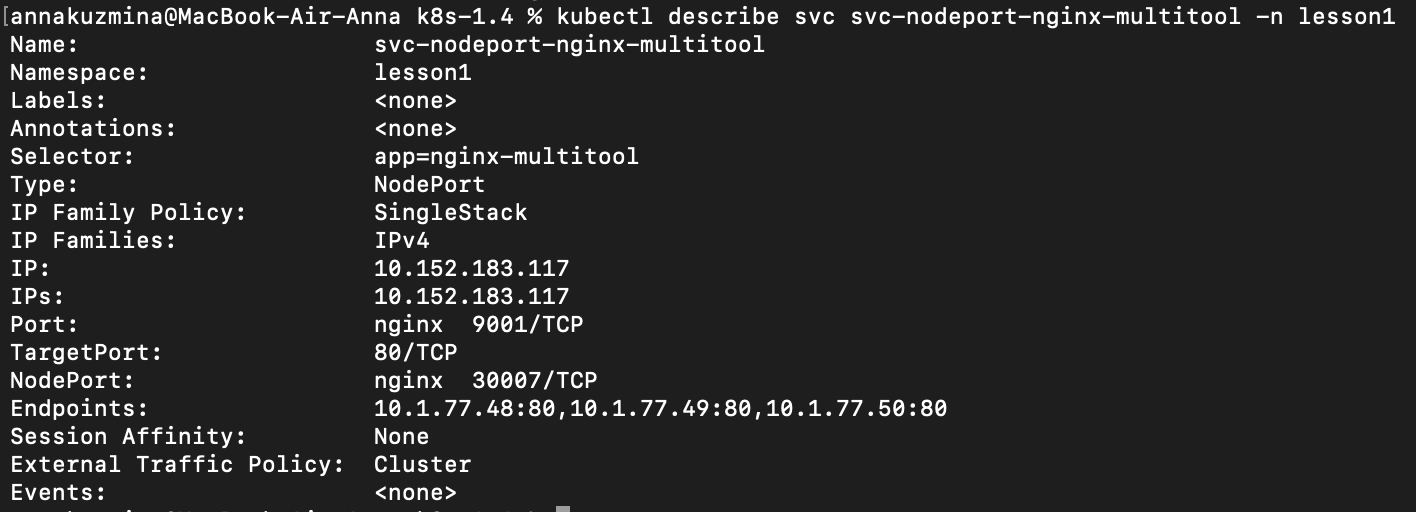 annakuzmina@MacBook-Air-Anna k8s-1.4 % kubectl describe svc svc-nodeport-nginx-multitool -n lesson1
Name:                     svc-nodeport-nginx-multitool
Namespace:                lesson1
Labels:                   <none>
Annotations:              <none>
Selector:                 app=nginx-multitool
Type:                     NodePort
IP Family Policy:         SingleStack
IP Families:              IPv4
IP:                       10.152.183.117
IPs:                      10.152.183.117
Port:                     nginx  9001/TCP
TargetPort:               80/TCP
NodePort:                 nginx  30007/TCP
Endpoints:                10.1.77.48:80,10.1.77.49:80,10.1.77.50:80
Session Affinity:         None
External Traffic Policy:  Cluster
Events:                   <none>